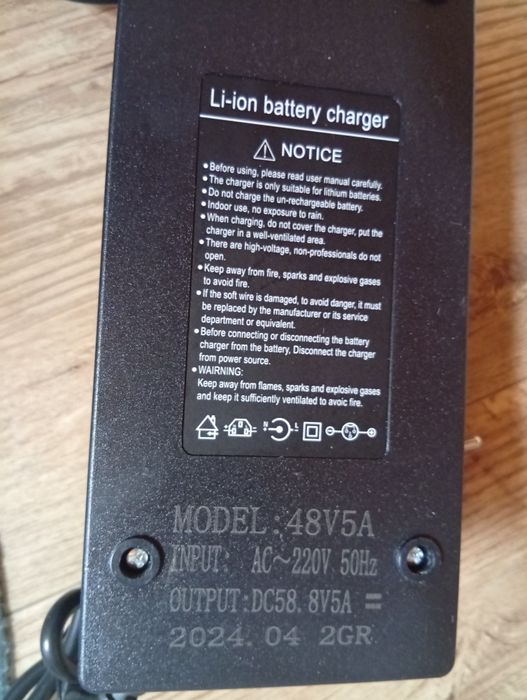 Li-ion battery charger
⚠ NOTICE
● Before using, please read user manual carefully.
● The charger is only suitable for lithium batteries.
● Do not charge the un-rechargeable battery.
● Indoor use, no exposure to rain.
● When charging, do not cover the charger, put the
charger in a well-ventilated area.
● There are high-voltage, non-professionals do not
open.
● Keep away from fire, sparks and explosive gases
to avoid fire.
● If the soft wire is damaged, to avoid danger, it must
be replaced by the manufacturer or its service
department or equivalent.
● Before connecting or disconnecting the battery
charger from the battery, Disconnect the charger
from power source.
● WAIRNING:
Keep away from flames, sparks and explosive gases
and keep it sufficiently ventilated to avoic fire.
N L
MODEL:48V5A
INPUT: AC~220V 50Hz
OUTPUT:DC58.8V5A =
2024.04 2GR